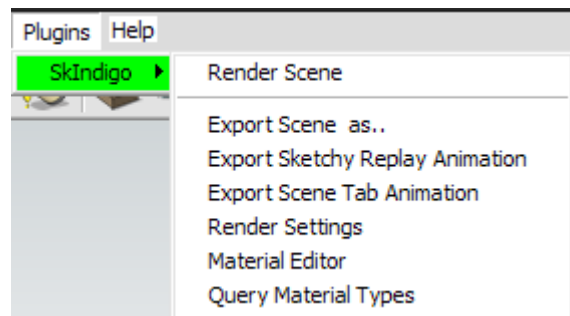 Plugins Help
SkIndigo Render Scene
Export Scene as..
Export Sketchy Replay Animation
Export Scene Tab Animation
Render Settings
Material Editor
Query Material Types